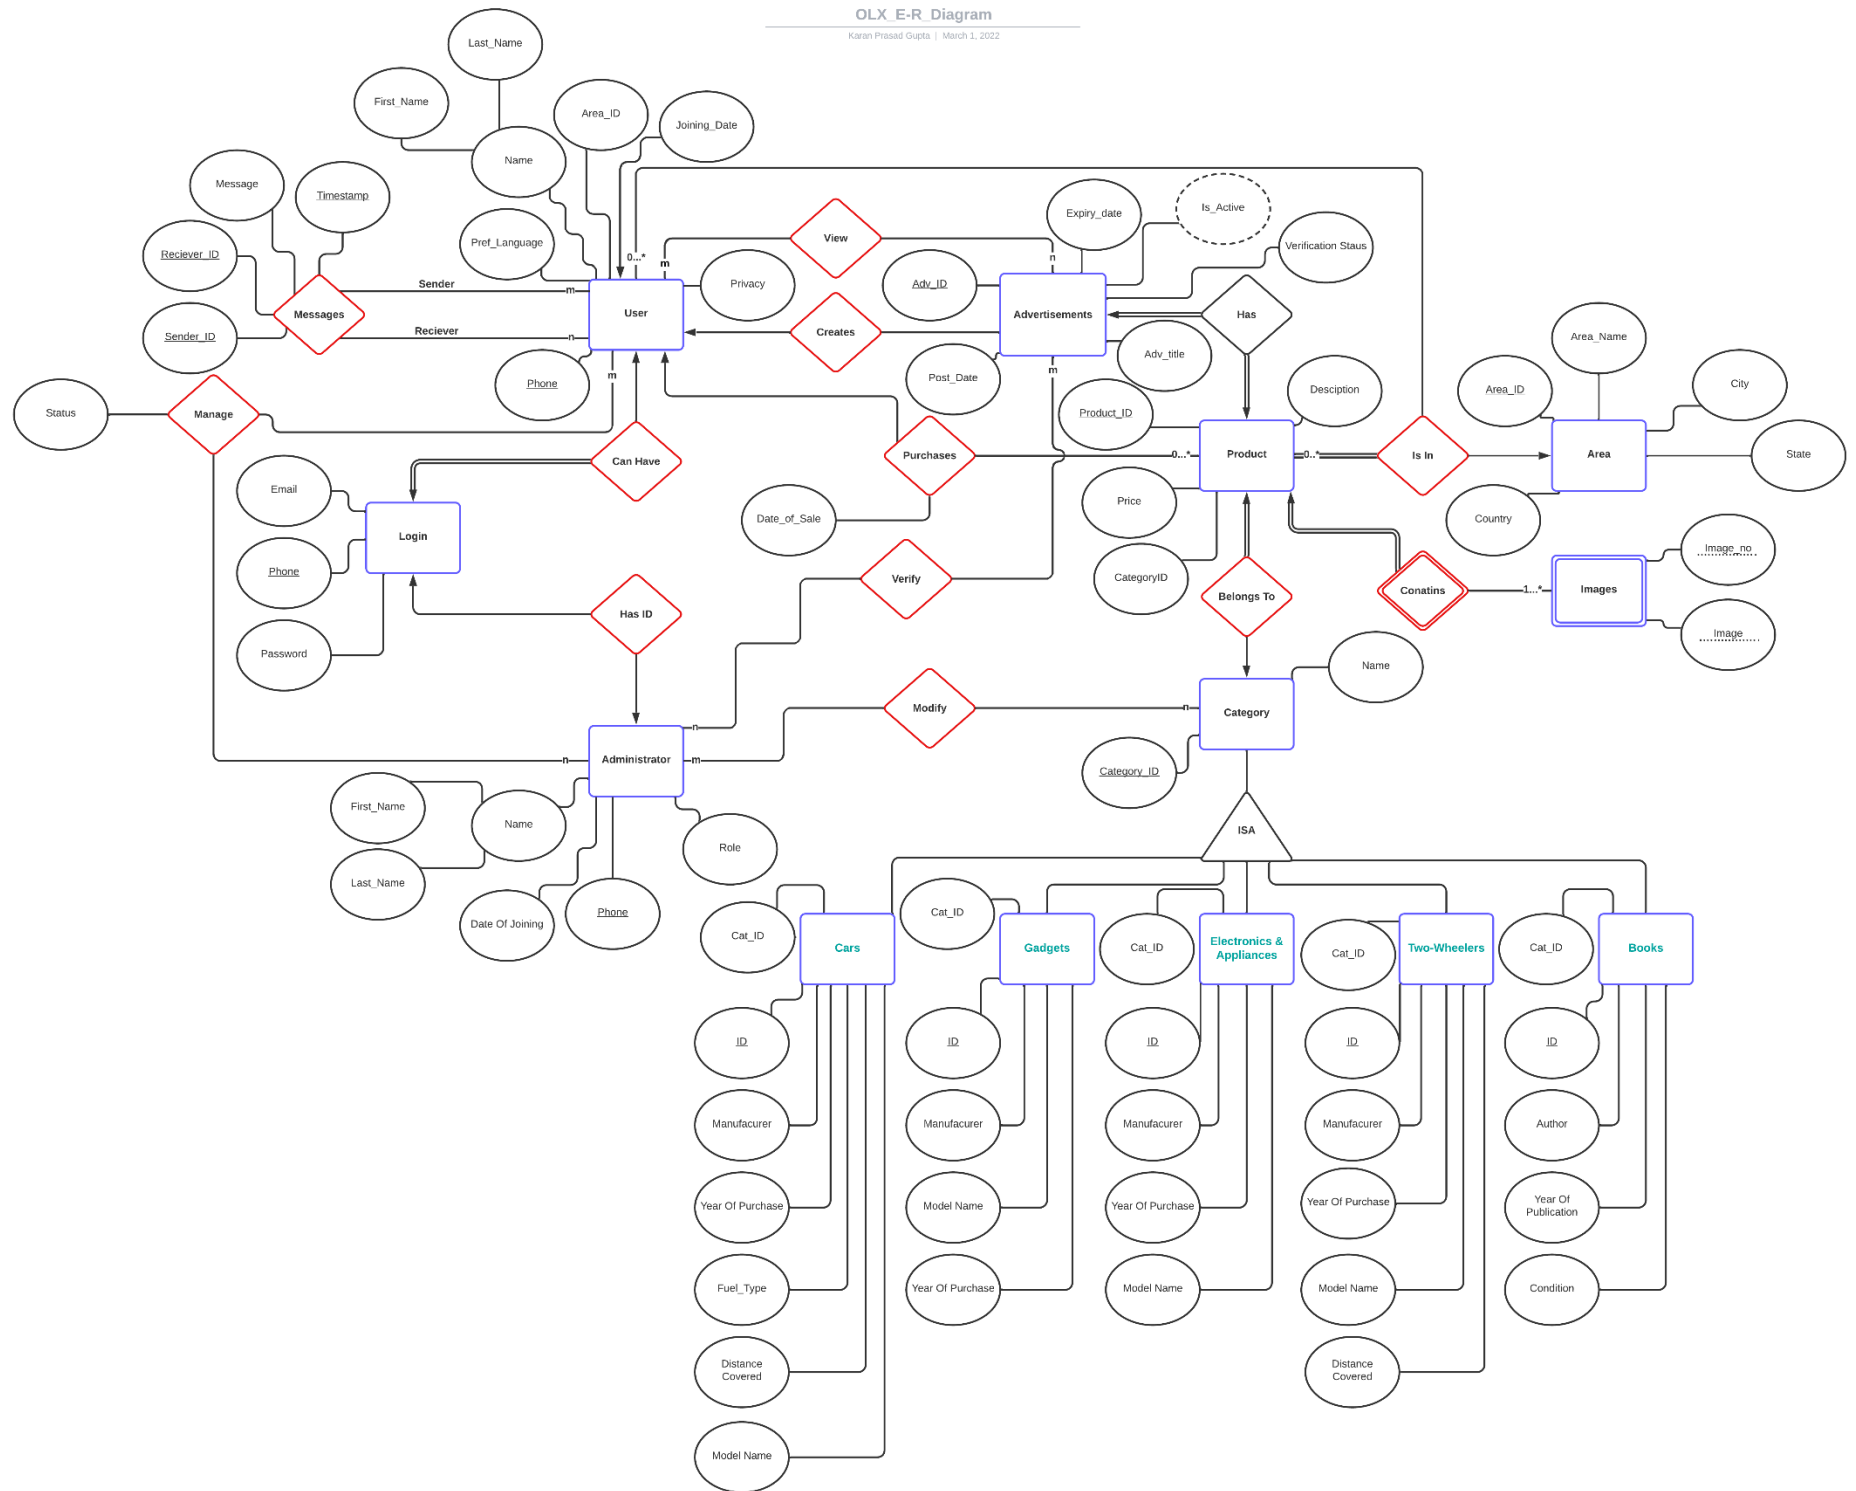 OLX_E-R_Diagram
Karan Prasad Gupta | March 1, 2022
Last_Name
First_Name
Area_ID
Joining_Date
Name
Message
Timestamp
Pref_Language
Reciever_ID
Sender_ID
Messages
Sender
m
Reciever
n
User
0...*
m
m
Privacy
Phone
View
Creates
n
Adv_ID
Advertisements
m
Expiry_date
Is_Active
Verification Staus
Has
Adv_title
Post_Date
Product_ID
Desciption
Area_Name
Area_ID
City
State
Country
Area
Is In
0..*
Product
0...*
Purchases
Date_of_Sale
Price
CategoryID
Status
Manage
Can Have
Email
Phone
Password
Login
Has ID
Verify
Belongs To
Conatins
1...*
Images
Image_no
Image
Name
Category
Category_ID
Modify
n
n
m
n
Administrator
First_Name
Last_Name
Name
Date Of Joining
Phone
Role
ISA
Cat_ID
Cars
Cat_ID
Gadgets
Cat_ID
Electronics &
Appliances
Cat_ID
Two-Wheelers
Cat_ID
Books
ID
ID
ID
ID
ID
Manufacurer
Manufacurer
Manufacurer
Manufacurer
Author
Year Of Purchase
Model Name
Year Of Purchase
Year Of Purchase
Year Of
Publication
Fuel_Type
Year Of Purchase
Model Name
Model Name
Condition
Distance
Covered
Distance
Covered
Model Name